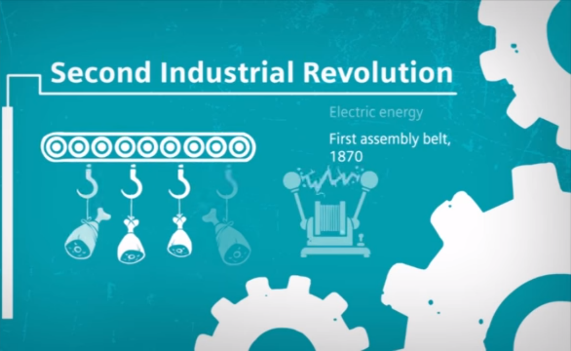 Second Industrial Revolution
Electric energy
First assembly belt,
1870